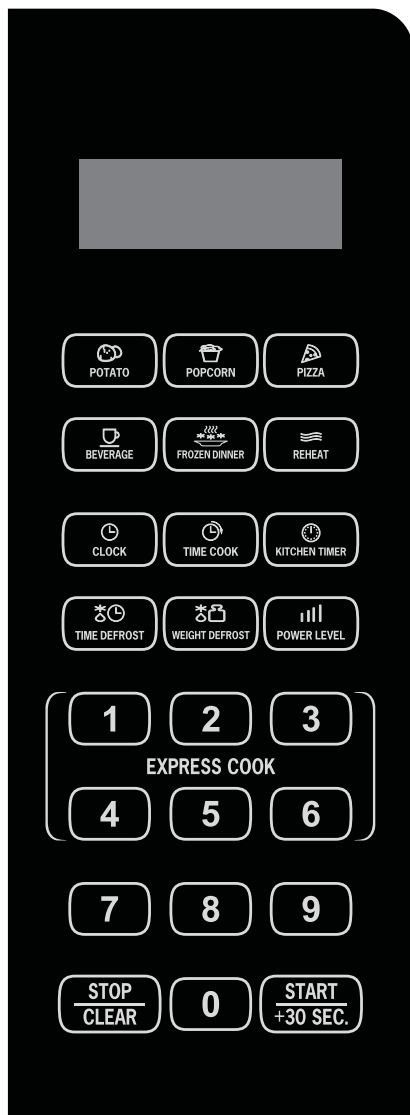 POTATO POPCORN PIZZA
BEVERAGE FROZEN DINNER REHEAT
CLOCK TIME COOK KITCHEN TIMER
TIME DEFROST WEIGHT DEFROST POWER LEVEL
1 2 3
EXPRESS COOK
4 5 6
7 8 9
STOP
CLEAR
0
START
+30 SEC.